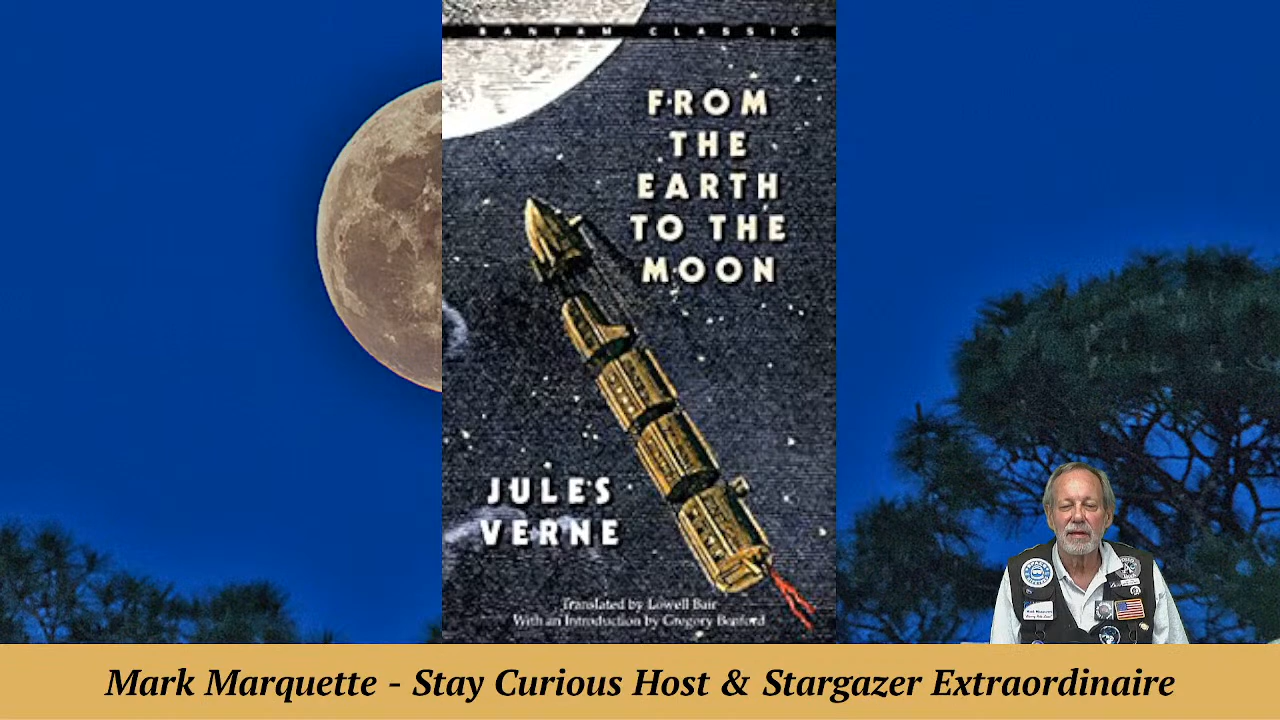 BANTAM CLASSIC
FROM
THE
EARTH
TO THE
MOON
JULES
VERNE
Translated by Lowell Bair
With an Introduction by Gregory Benford
Mark Marquette - Stay Curious Host & Stargazer Extraordinaire